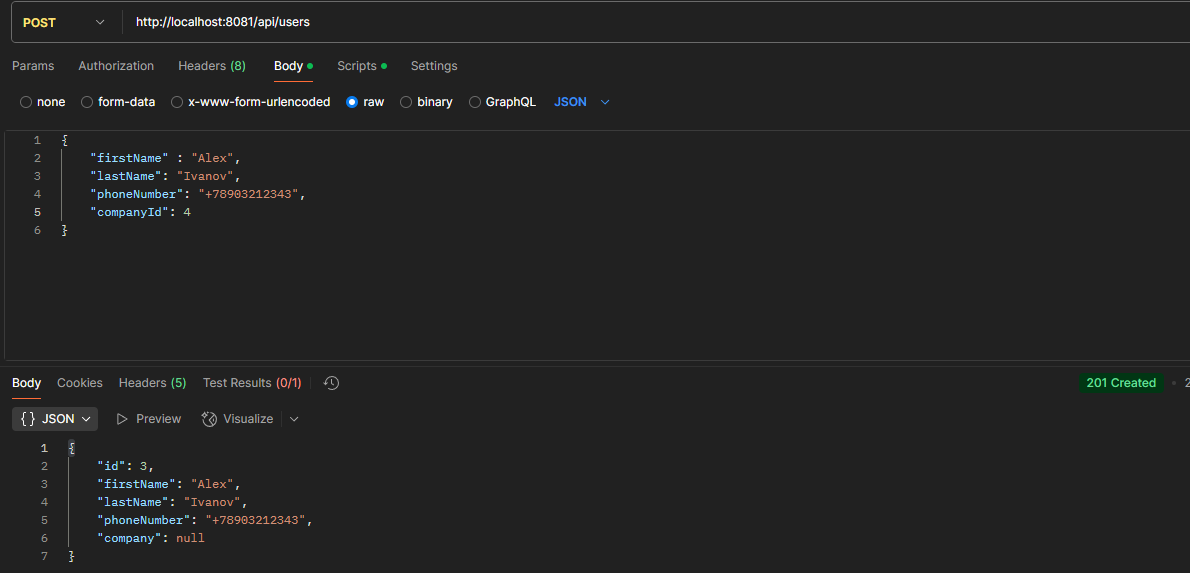 POST http://localhost:8081/api/users
Params Authorization Headers (8) Body Scripts Settings
none form-data x-www-form-urlencoded raw binary GraphQL JSON
1 {
2 "firstName" : "Alex",
3 "lastName": "Ivanov",
4 "phoneNumber": "+78903212343",
5 "companyId": 4
6 }
Body Cookies Headers (5) Test Results (0/1) 201 Created • 2
{} JSON Preview Visualize
1 {
2 "id": 3,
3 "firstName": "Alex",
4 "lastName": "Ivanov",
5 "phoneNumber": "+78903212343",
6 "company": null
7 }